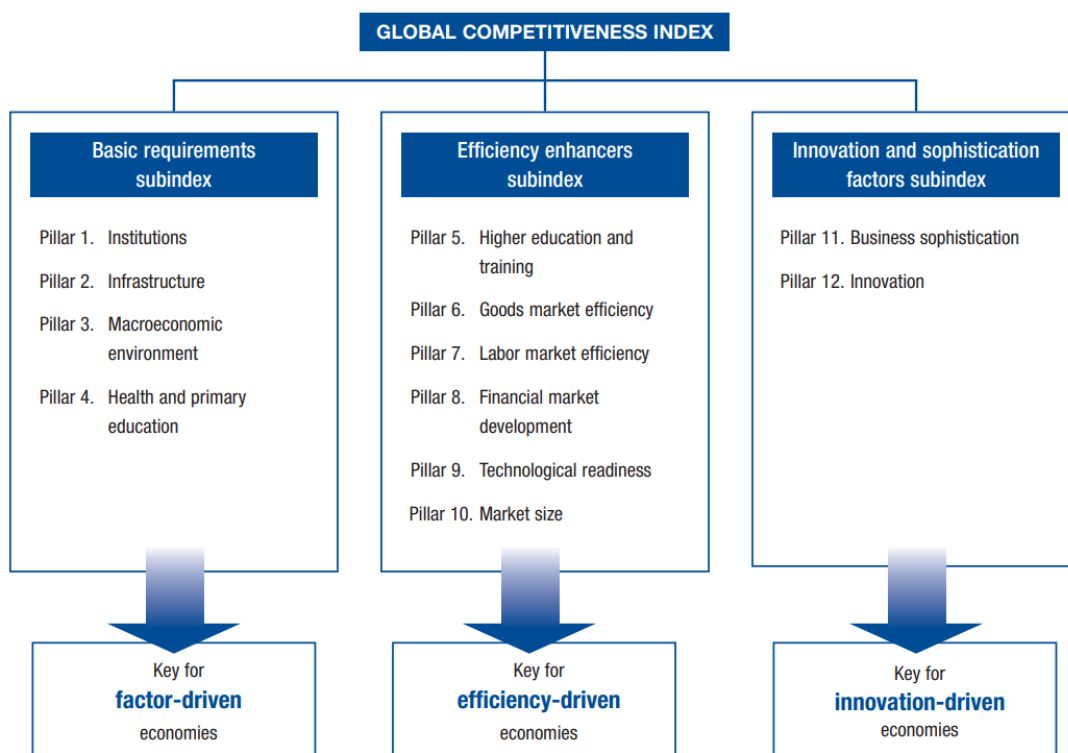 GLOBAL COMPETITIVENESS INDEX
Basic requirements
subindex
Pillar 1. Institutions
Pillar 2. Infrastructure
Pillar 3. Macroeconomic
environment
Pillar 4. Health and primary
education
Key for
factor-driven
economies
Efficiency enhancers
subindex
Pillar 5. Higher education and
training
Pillar 6. Goods market efficiency
Pillar 7. Labor market efficiency
Pillar 8. Financial market
development
Pillar 9. Technological readiness
Pillar 10. Market size
Key for
efficiency-driven
economies
Innovation and sophistication
factors subindex
Pillar 11. Business sophistication
Pillar 12. Innovation
Key for
innovation-driven
economies